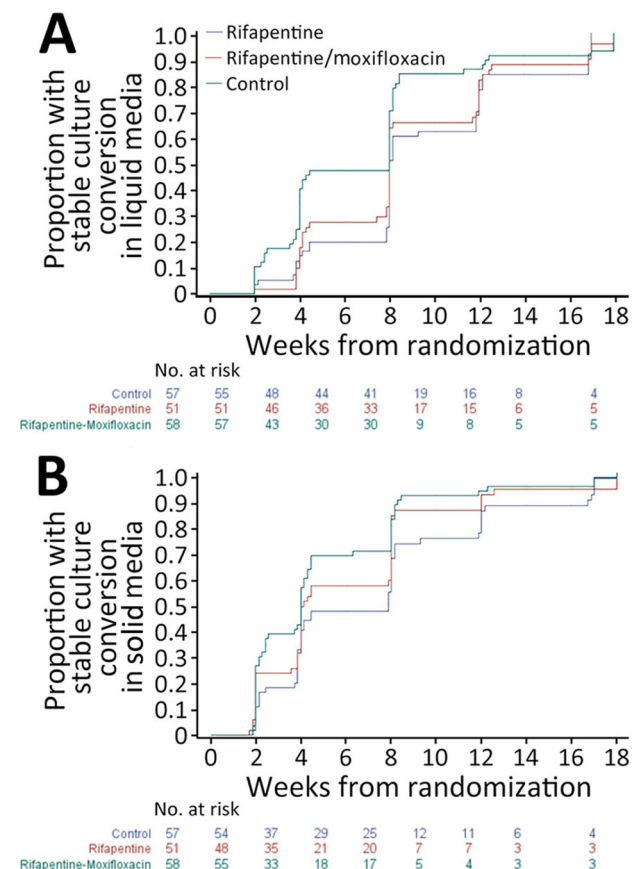 A
Rifapentine
Rifapentine/moxifloxacin
Control
Proportion with
stable culture
conversion
in liquid media
1.0
0.9
0.8
0.7
0.6
0.5
0.4
0.3
0.2
0.1
0
0 2 4 6 8 10 12 14 16 18
Weeks from randomization
No. at risk
Control 57 55 48 44 41 19 16 8 4
Rifapentine 51 51 46 36 33 17 15 6 5
Rifapentine-Moxifloxacin 58 57 43 30 30 9 8 5 5
B
Proportion with
stable culture
conversion
in solid media
1.0
0.9
0.8
0.7
0.6
0.5
0.4
0.3
0.2
0.1
0
0 2 4 6 8 10 12 14 16 18
Weeks from randomization
No. at risk
Control 57 54 37 29 25 12 11 6 4
Rifapentine 51 48 35 21 20 7 7 3 3
Rifapentine-Moxifloxacin 58 55 33 18 17 5 4 3 3